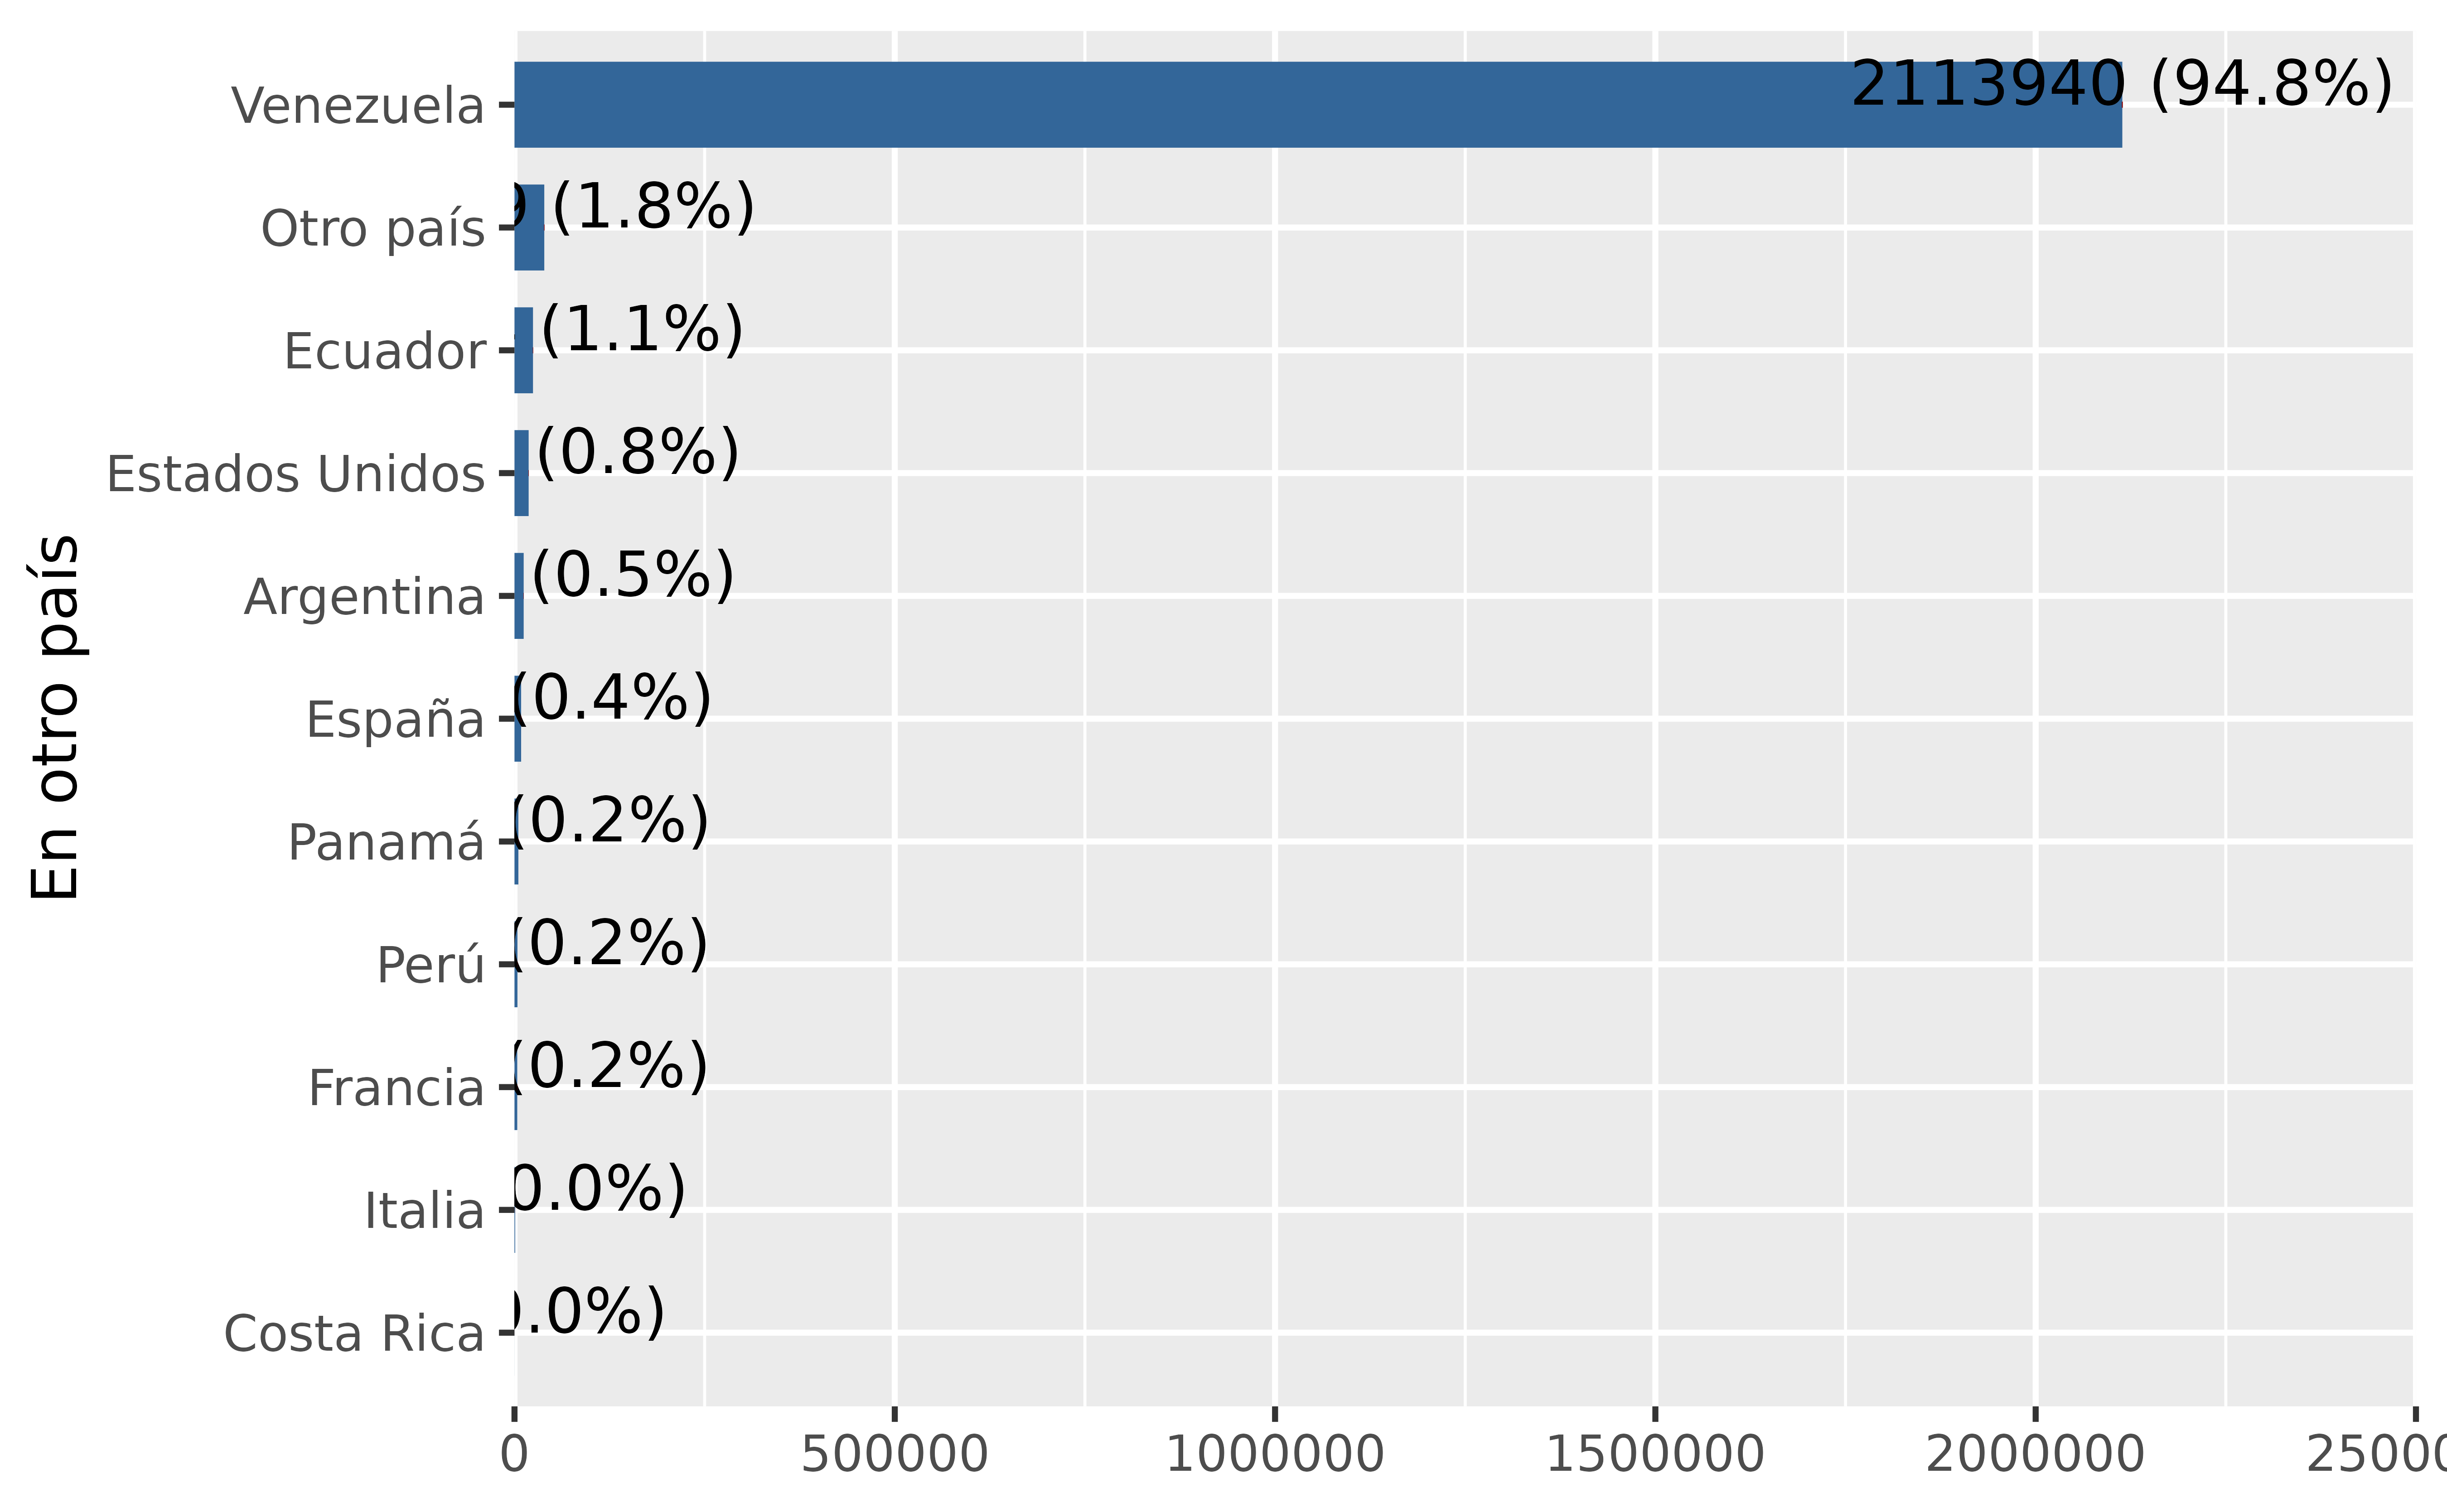 En otro país
Venezuela 2113940 (94.8%)
Otro país (1.8%)
Ecuador (1.1%)
Estados Unidos (0.8%)
Argentina (0.5%)
España (0.4%)
Panamá (0.2%)
Perú (0.2%)
Francia (0.2%)
Italia 0.0%)
Costa Rica .0%)
0 500000 1000000 1500000 2000000